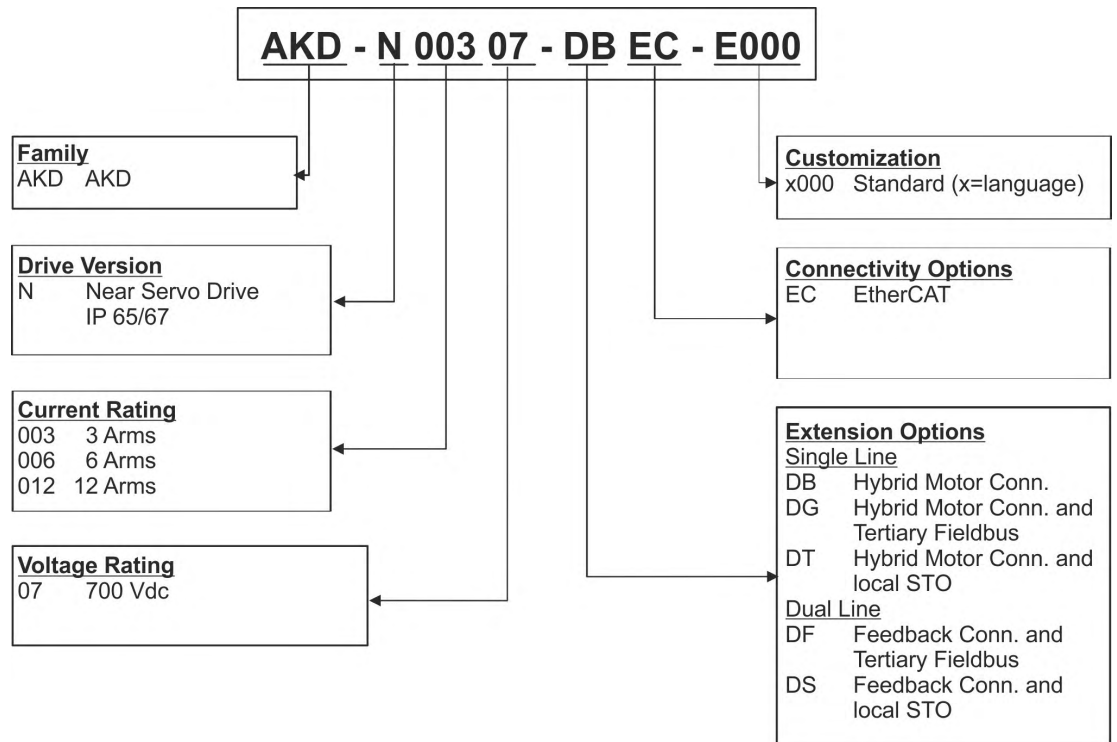 AKD - N 003 07 - DB EC - E000
Family
AKD AKD
Drive Version
N Near Servo Drive
IP 65/67
Current Rating
003 3 Arms
006 6 Arms
012 12 Arms
Voltage Rating
07 700 Vdc
Customization
x000 Standard (x=language)
Connectivity Options
EC EtherCAT
Extension Options
Single Line
DB Hybrid Motor Conn.
DG Hybrid Motor Conn. and
Tertiary Fieldbus
DT Hybrid Motor Conn. and
local STO
Dual Line
DF Feedback Conn. and
Tertiary Fieldbus
DS Feedback Conn. and
local STO